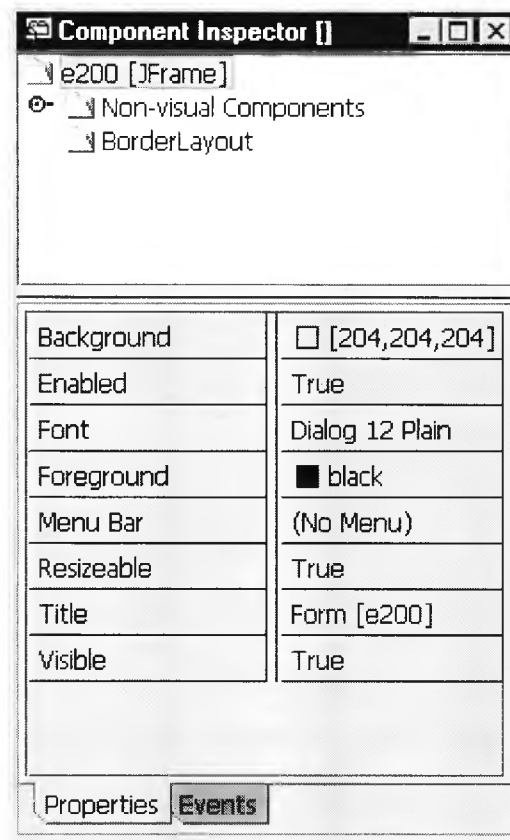 Component Inspector []
e200 [JFrame]
Non-visual Components
BorderLayout
Background [204,204,204]
Enabled True
Font Dialog 12 Plain
Foreground black
Menu Bar (No Menu)
Resizeable True
Title Form [e200]
Visible True
Properties Events